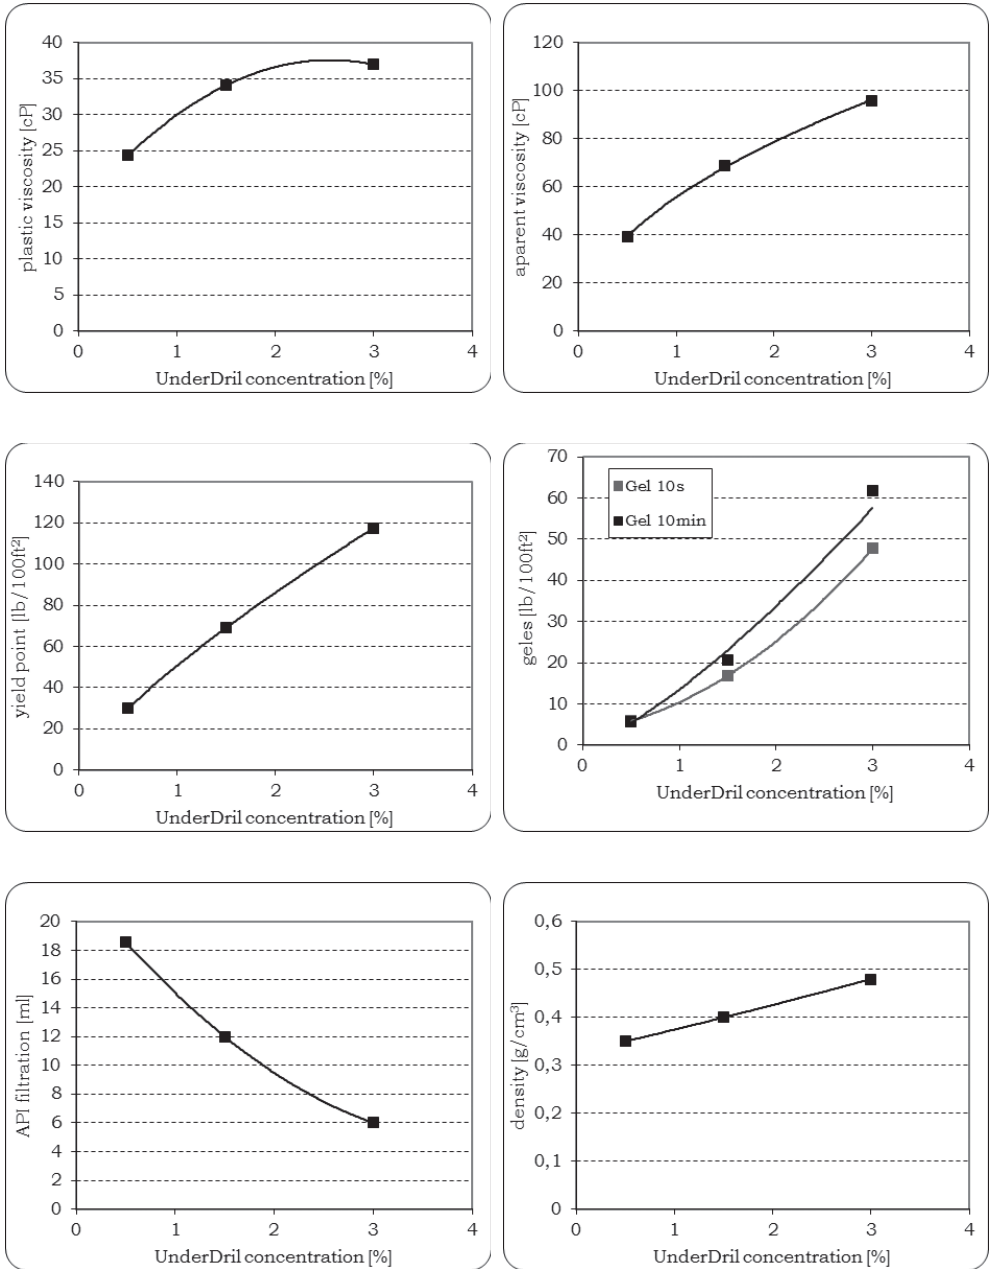 40
35
30
25
20
15
10
5
0
0 1 2 3 4
plastic viscosity [cP]
UnderDril concentration [%]
120
100
80
60
40
20
0
0 1 2 3 4
aparent viscosity [cP]
UnderDril concentration [%]
140
120
100
80
60
40
20
0
0 1 2 3 4
yield point [lb/100ft²]
UnderDril concentration [%]
70
60
50
40
30
20
10
0
0 1 2 3 4
geles [lb/100ft²]
Gel 10s
Gel 10min
UnderDril concentration [%]
20
18
16
14
12
10
8
6
4
2
0
0 1 2 3 4
API filtration [ml]
UnderDril concentration [%]
0,6
0,5
0,4
0,3
0,2
0,1
0
0 1 2 3 4
density [g/cm³]
UnderDril concentration [%]